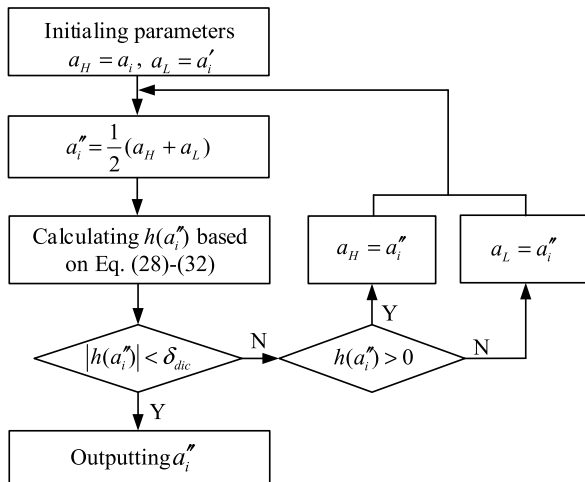 Initialing parameters
a_H = a_i, a_L = a_i′
a_i″ = 1/2 (a_H + a_L)
Calculating h(a_i″) based
on Eq. (28)-(32)
|h(a_i″)| < δ_dic
N
Y
Outputting a_i″
h(a_i″) > 0
Y
N
a_H = a_i″
a_L = a_i″